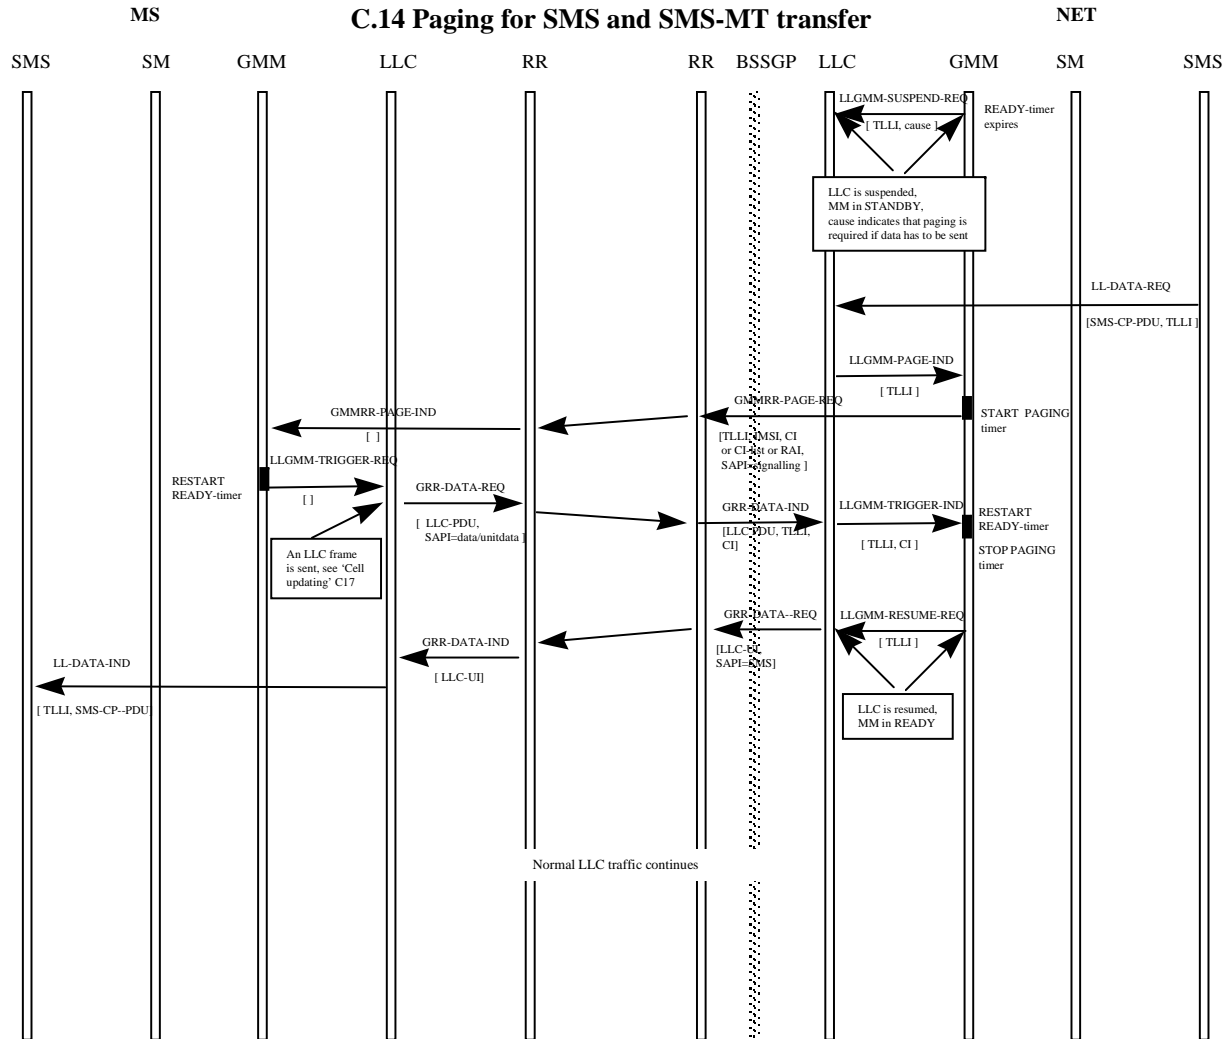 MS C.14 Paging for SMS and SMS-MT transfer NET
SMS SM GMM LLC RR RR BSSGP LLC GMM SM SMS
LLGMM-SUSPEND-REQ
[ TLLI, cause ]
READY-timer
expires
LLC is suspended,
MM in STANDBY,
cause indicates that paging is
required if data has to be sent
LL-DATA-REQ
[SMS-CP-PDU, TLLI ]
LLGMM-PAGE-IND
[ TLLI ]
GMMRR-PAGE-REQ
START PAGING
timer
GMMRR-PAGE-IND
[ ]
[TLLI, IMSI, CI
or CI-list or RAI,
SAPI=signalling ]
LLGMM-TRIGGER-REQ
RESTART
READY-timer
[ ]
GRR-DATA-REQ
[ LLC-PDU,
SAPI=data/unitdata ]
An LLC frame
is sent, see ‘Cell
updating’ C17
GRR-DATA-IND
[LLC-PDU, TLLI,
CI]
LLGMM-TRIGGER-IND
[ TLLI, CI ]
RESTART
READY-timer
STOP PAGING
timer
GRR-DATA--REQ
[LLC-UI,
SAPI=SMS]
LLGMM-RESUME-REQ
[ TLLI ]
GRR-DATA-IND
[ LLC-UI]
LL-DATA-IND
[ TLLI, SMS-CP--PDU]
LLC is resumed,
MM in READY
Normal LLC traffic continues